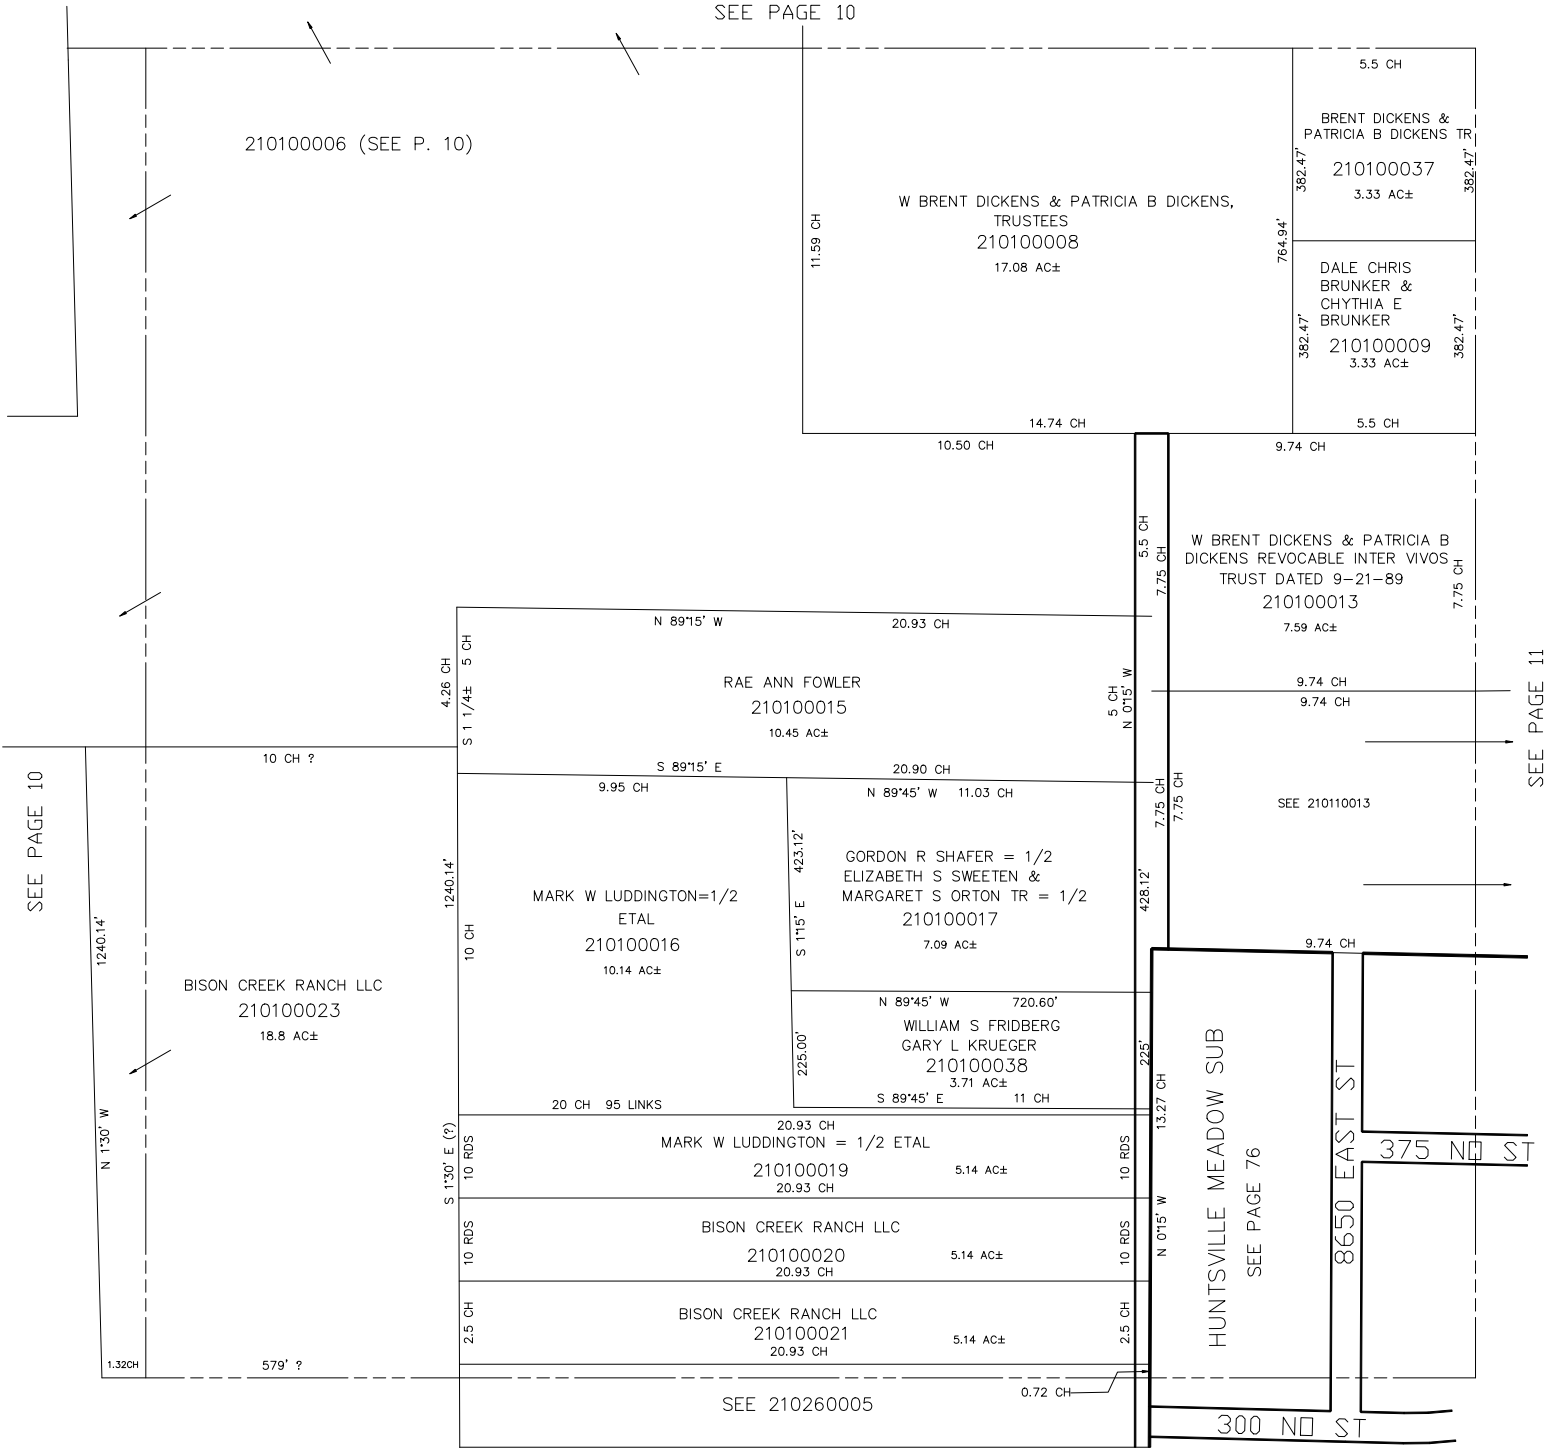 SEE PAGE 10
5.5 CH
210100006 (SEE P. 10)
BRENT DICKENS &
PATRICIA B DICKENS TR
210100037
3.33 AC±
382.47'
382.47'
W BRENT DICKENS & PATRICIA B DICKENS,
TRUSTEES
210100008
17.08 AC±
11.59 CH
764.94'
DALE CHRIS
BRUNKER &
CHYTHIA E
BRUNKER
210100009
3.33 AC±
382.47'
382.47'
14.74 CH
5.5 CH
10.50 CH
9.74 CH
5.5 CH
7.75 CH
W BRENT DICKENS & PATRICIA B
DICKENS REVOCABLE INTER VIVOS
TRUST DATED 9-21-89
210100013
7.59 AC±
7.75 CH
N 89°15' W
20.93 CH
4.26 CH
S 1 1/4± 5 CH
RAE ANN FOWLER
210100015
10.45 AC±
5 CH
N 0°15' W
9.74 CH
9.74 CH
SEE PAGE 11
10 CH ?
S 89°15' E
20.90 CH
9.95 CH
N 89°45' W 11.03 CH
7.75 CH
7.75 CH
SEE 210110013
SEE PAGE 10
1240.14'
10 CH
MARK W LUDDINGTON=1/2
ETAL
210100016
10.14 AC±
S 1°15' E 423.12'
GORDON R SHAFER = 1/2
ELIZABETH S SWEETEN &
MARGARET S ORTON TR = 1/2
210100017
7.09 AC±
428.12'
9.74 CH
N 1°30' W 1240.14'
BISON CREEK RANCH LLC
210100023
18.8 AC±
N 89°45' W 720.60'
WILLIAM S FRIDBERG
GARY L KRUEGER
210100038
3.71 AC±
225.00'
225'
S 89°45' E 11 CH
20 CH 95 LINKS
13.27 CH
N 0°15' W
S 1°30' E (?)
20.93 CH
10 RDS
MARK W LUDDINGTON = 1/2 ETAL
210100019
5.14 AC±
20.93 CH
10 RDS
10 RDS
BISON CREEK RANCH LLC
210100020
5.14 AC±
20.93 CH
10 RDS
2.5 CH
BISON CREEK RANCH LLC
210100021
5.14 AC±
20.93 CH
2.5 CH
HUNTSVILLE MEADOW SUB
SEE PAGE 76
8650 EAST ST
375 NO ST
1.32CH
579' ?
0.72 CH
SEE 210260005
300 NO ST